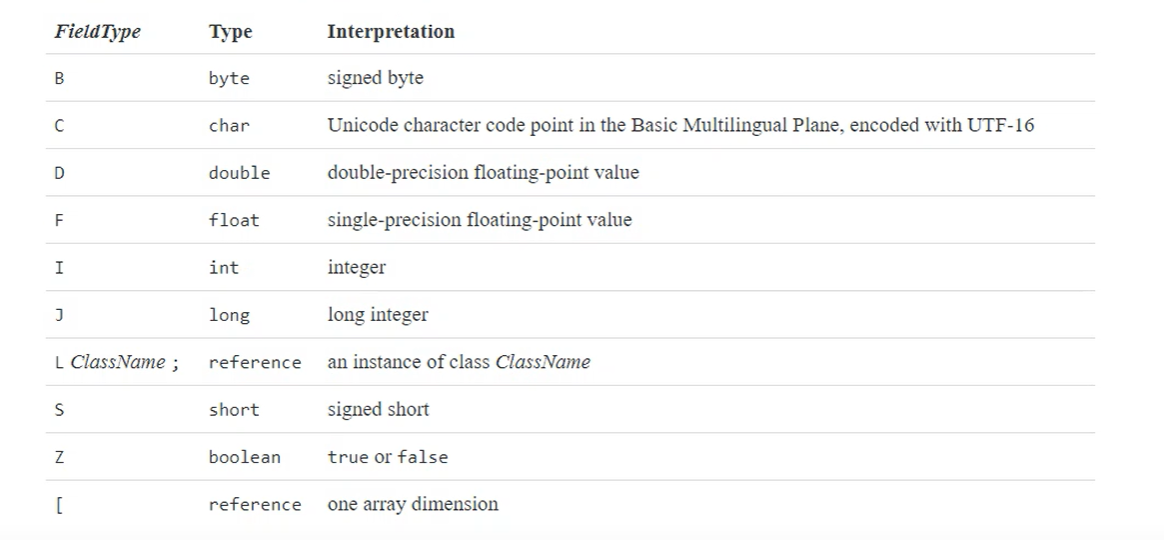 FieldType Type Interpretation
B byte signed byte
C char Unicode character code point in the Basic Multilingual Plane, encoded with UTF-16
D double double-precision floating-point value
F float single-precision floating-point value
I int integer
J long long integer
L ClassName ; reference an instance of class ClassName
S short signed short
Z boolean true or false
[ reference one array dimension